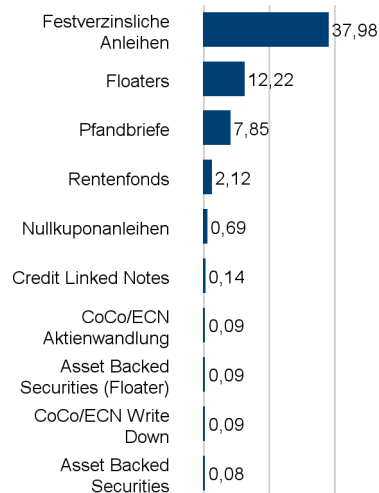 Festverzinsliche
Anleihen
37,98
Floaters
12,22
Pfandbriefe
7,85
Rentenfonds
2,12
Nullkuponanleihen
0,69
Credit Linked Notes
0,14
CoCo/ECN
Aktienwandlung
0,09
Asset Backed
Securities (Floater)
0,09
CoCo/ECN Write
Down
0,09
Asset Backed
Securities
0,08